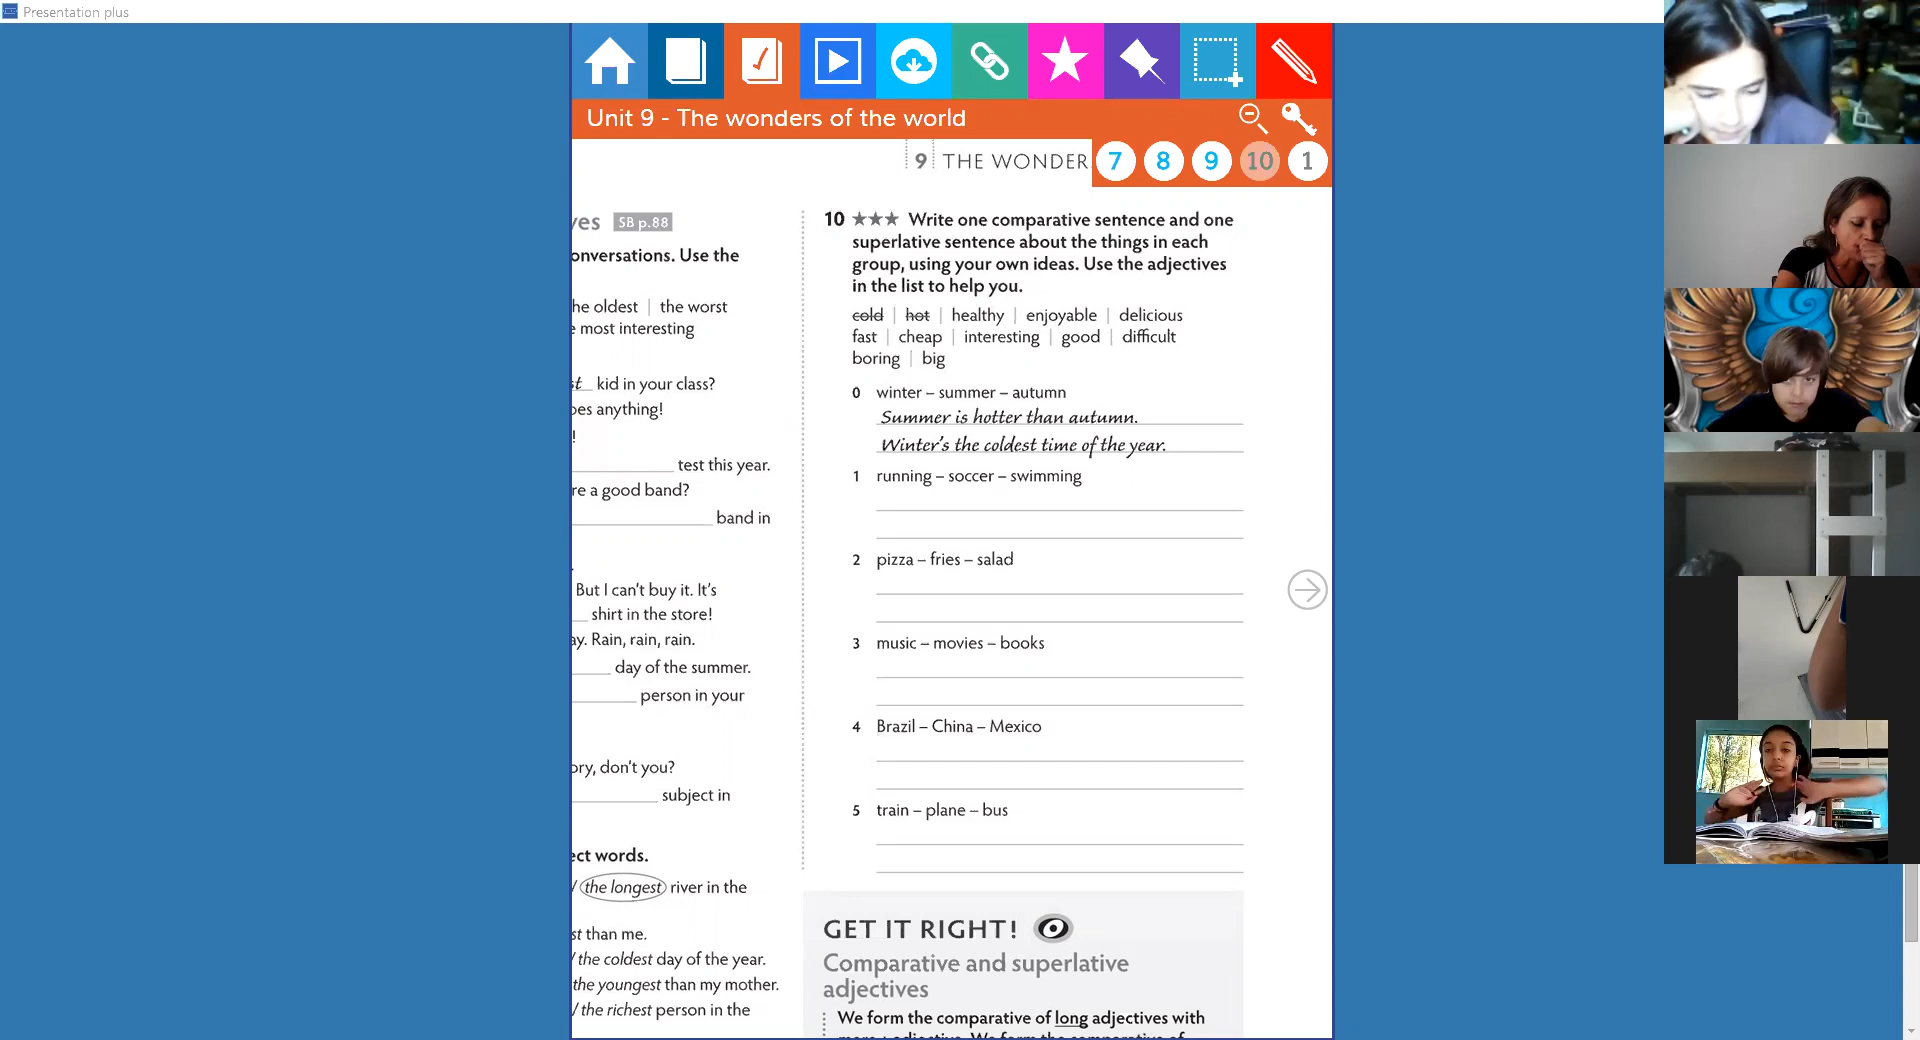 Presentation plus
Unit 9 - The wonders of the world
9 THE WONDER
7 8 9 10 1
SB p.88
onversations. Use the
he oldest | the worst
most interesting
kid in your class?
anything!
!
test this year.
re a good band?
band in
But I can't buy it. It's
shirt in the store!
ay. Rain, rain, rain.
day of the summer.
person in your
ory, don't you?
subject in
ect words.
/ the longest river in the
st than me.
/ the coldest day of the year.
the youngest than my mother.
/ the richest person in the
10 ★★★ Write one comparative sentence and one
superlative sentence about the things in each
group, using your own ideas. Use the adjectives
in the list to help you.
cold | hot | healthy | enjoyable | delicious
fast | cheap | interesting | good | difficult
boring | big
0 winter – summer – autumn
Summer is hotter than autumn.
Winter's the coldest time of the year.
1 running – soccer – swimming
2 pizza – fries – salad
3 music – movies – books
4 Brazil – China – Mexico
5 train – plane – bus
GET IT RIGHT!
Comparative and superlative
adjectives
We form the comparative of long adjectives with